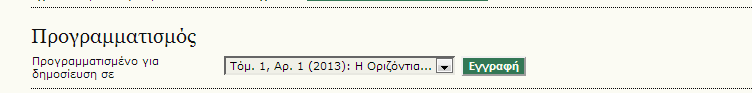 Προγραμματισμός
Προγραμματισμένο για
δημοσίευση σε
Τόμ. 1, Αρ. 1 (2013): Η Οριζόντια... Εγγραφή